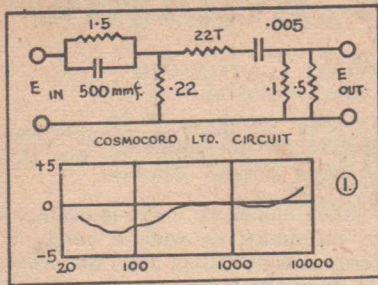 1.5
22T
.005
E IN
500 mmf.
.22
.1
.5
E OUT
COSMOCORD LTD. CIRCUIT
+5
0
-5
①
20
100
1000
10000